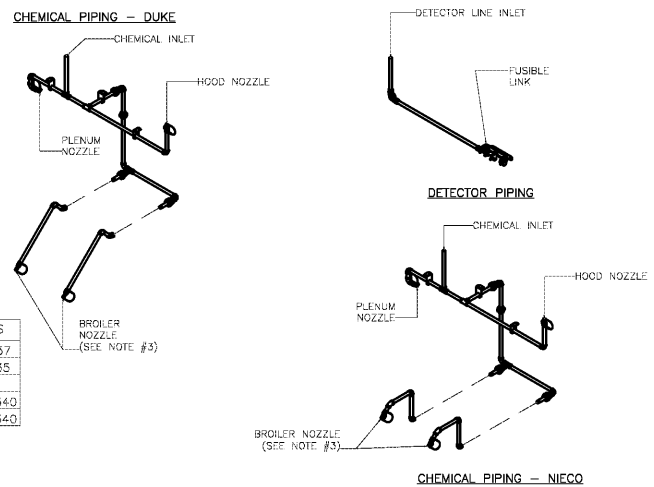 CHEMICAL PIPING – DUKE
CHEMICAL INLET
HOOD NOZZLE
PLENUM
NOZZLE
BROILER
NOZZLE
(SEE NOTE #3)
DETECTOR LINE INLET
FUSIBLE
LINK
DETECTOR PIPING
CHEMICAL INLET
HOOD NOZZLE
PLENUM
NOZZLE
BROILER NOZZLE
(SEE NOTE #3)
CHEMICAL PIPING – NIECO